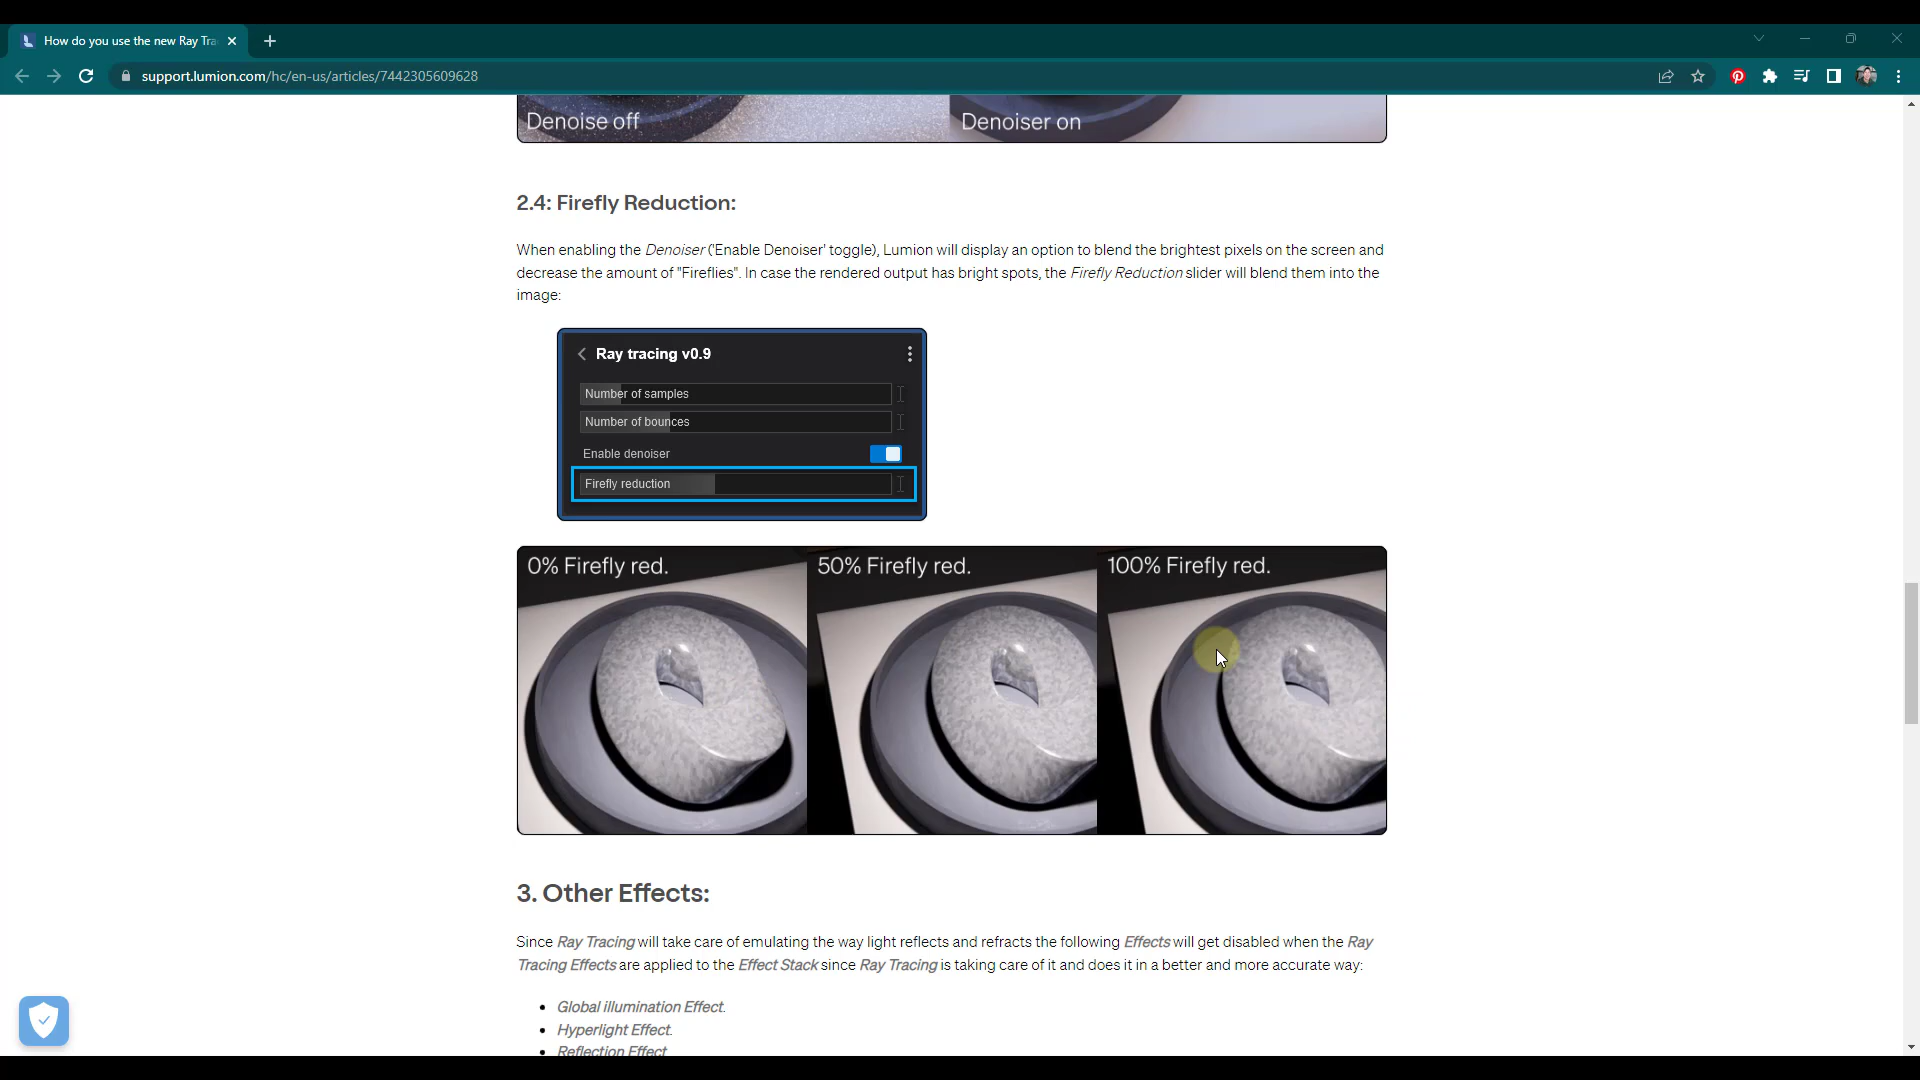 How do you use the new Ray Tra
support.lumion.com/hc/en-us/articles/7442305609628
Denoise off
Denoiser on
2.4: Firefly Reduction:
When enabling the Denoiser ('Enable Denoiser' toggle), Lumion will display an option to blend the brightest pixels on the screen and
decrease the amount of "Fireflies". In case the rendered output has bright spots, the Firefly Reduction slider will blend them into the
image:
Ray tracing v0.9
Number of samples
Number of bounces
Enable denoiser
Firefly reduction
0% Firefly red.
50% Firefly red.
100% Firefly red.
3. Other Effects:
Since Ray Tracing will take care of emulating the way light reflects and refracts the following Effects will get disabled when the Ray
Tracing Effects are applied to the Effect Stack since Ray Tracing is taking care of it and does it in a better and more accurate way:
• Global illumination Effect.
• Hyperlight Effect.
• Reflection Effect